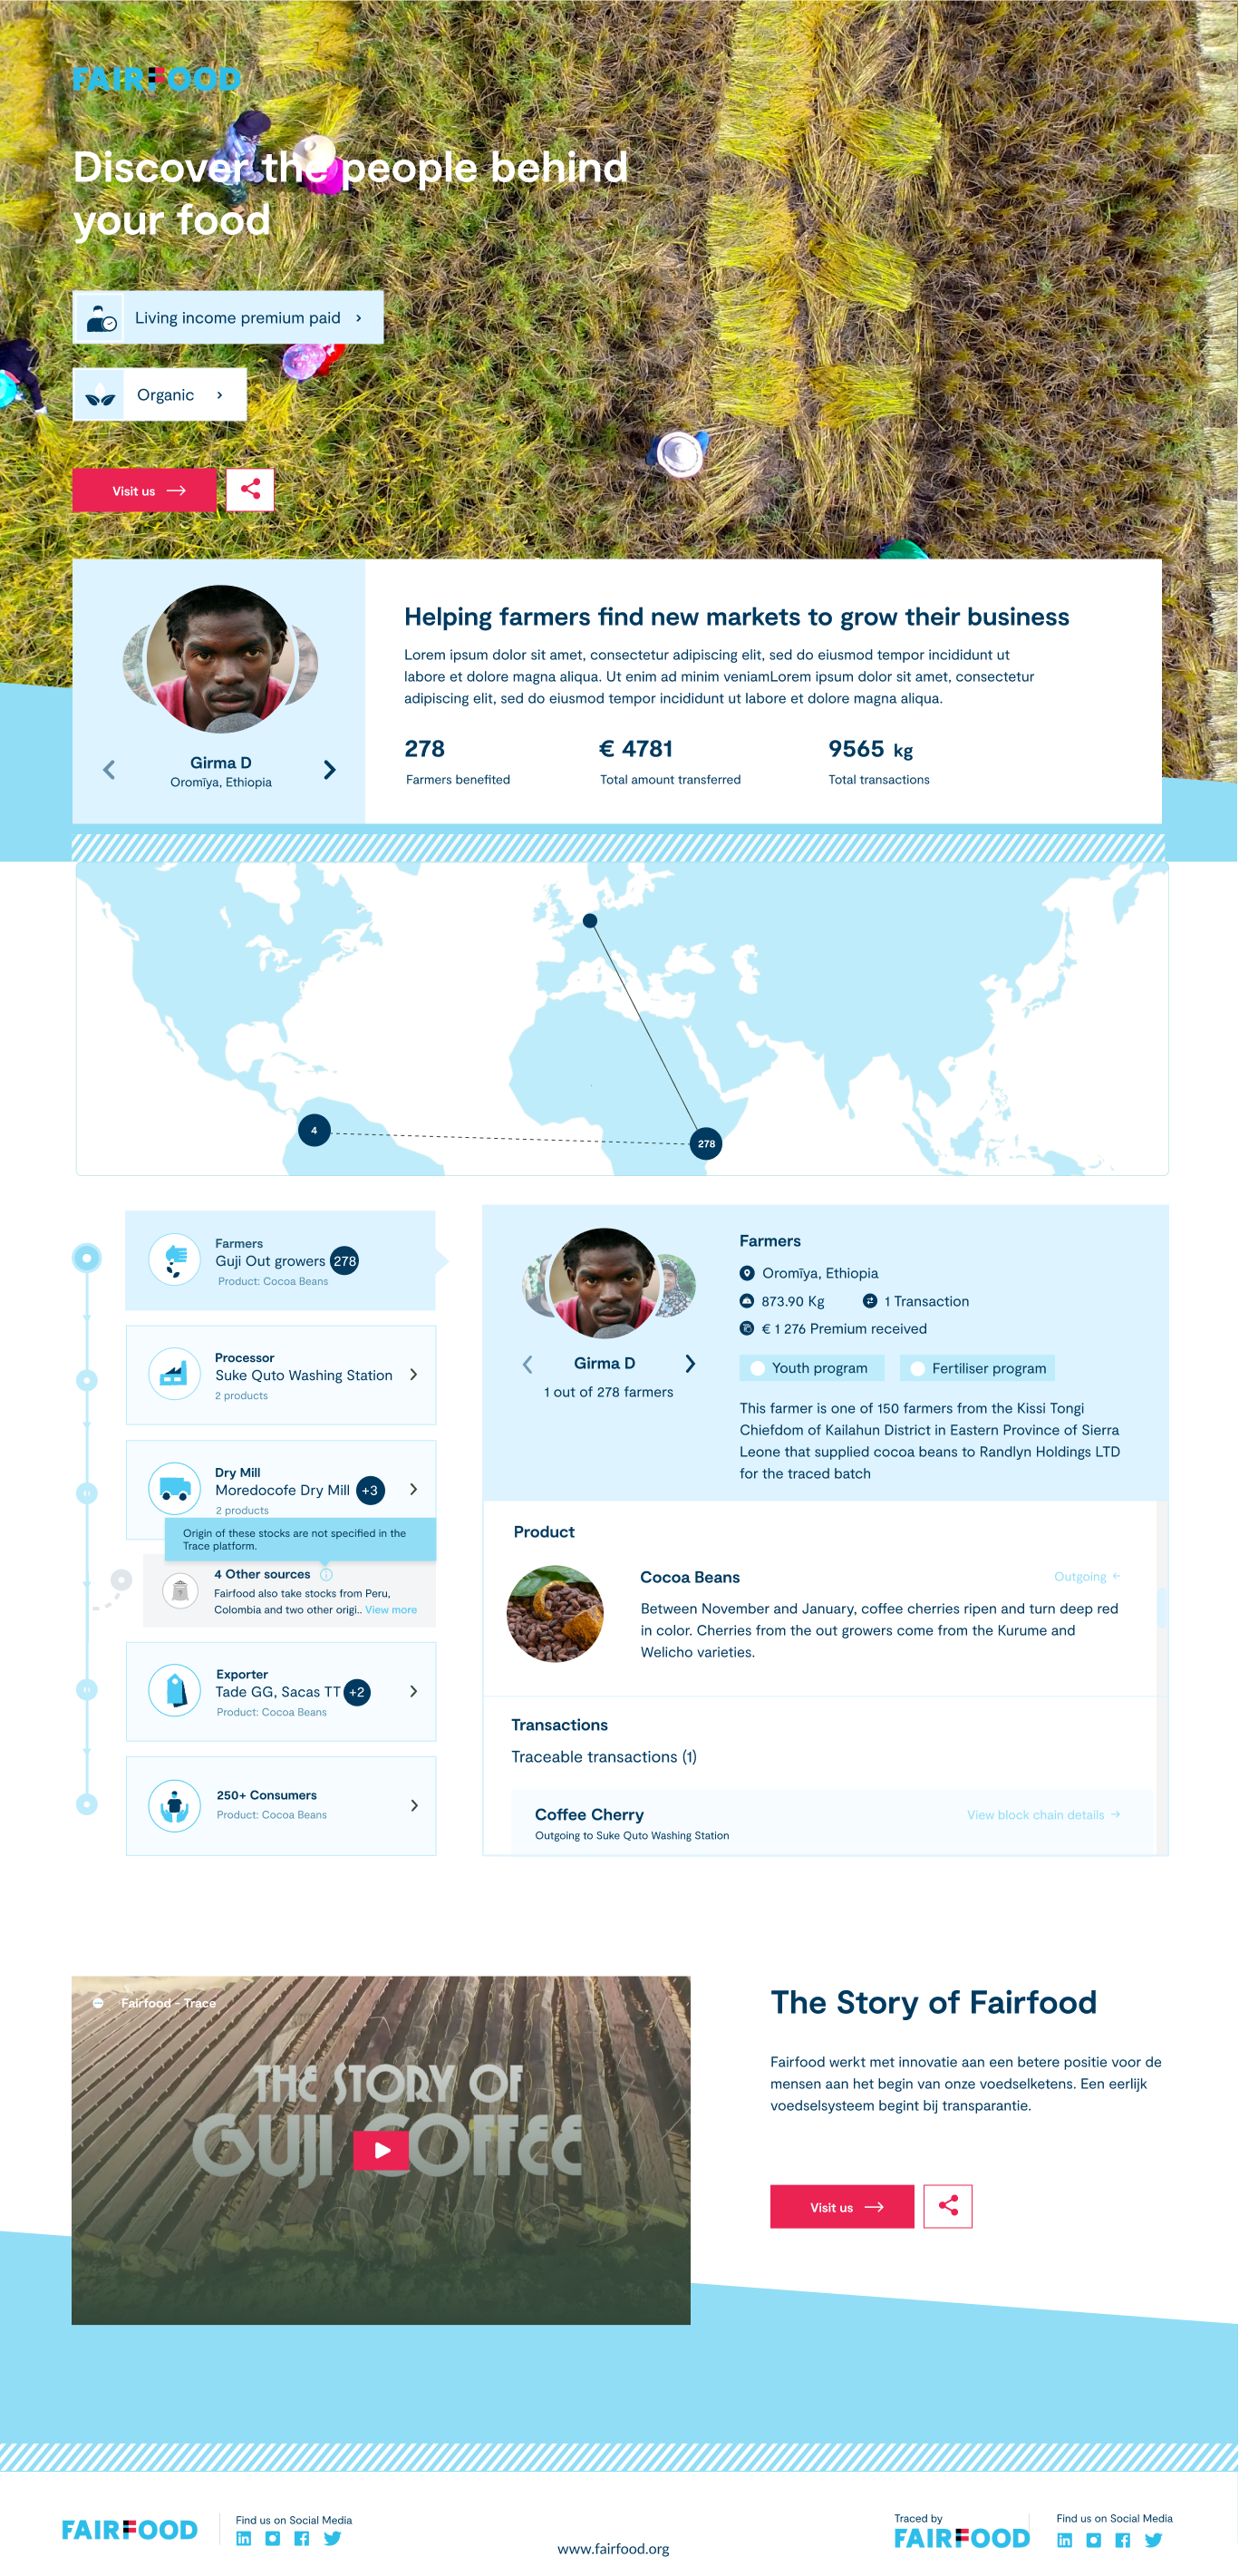 FAIRFOOD
Discover the people behind
your food
Living income premium paid
Organic
Visit us
Helping farmers find new markets to grow their business
Lorem ipsum dolor sit amet, consectetur adipiscing elit, sed do eiusmod tempor incididunt ut
labore et dolore magna aliqua. Ut enim ad minim veniamLorem ipsum dolor sit amet, consectetur
adipiscing elit, sed do eiusmod tempor incididunt ut labore et dolore magna aliqua.
Girma D
Oromīya, Ethiopia
278
Farmers benefited
€ 4781
Total amount transferred
9565 kg
Total transactions
4
278
Farmers
Guji Out growers 278
Product: Cocoa Beans
Processor
Suke Quto Washing Station
2 products
Dry Mill
Moredocofe Dry Mill +3
2 products
Origin of these stocks are not specified in the
Trace platform.
4 Other sources
Fairfood also take stocks from Peru,
Colombia and two other origi.. View more
Exporter
Tade GG, Sacas TT +2
Product: Cocoa Beans
250+ Consumers
Product: Cocoa Beans
Girma D
1 out of 278 farmers
Farmers
Oromīya, Ethiopia
873.90 Kg
1 Transaction
€ 1 276 Premium received
Youth program
Fertiliser program
This farmer is one of 150 farmers from the Kissi Tongi
Chiefdom of Kailahun District in Eastern Province of Sierra
Leone that supplied cocoa beans to Randlyn Holdings LTD
for the traced batch
Product
Cocoa Beans
Outgoing
Between November and January, coffee cherries ripen and turn deep red
in color. Cherries from the out growers come from the Kurume and
Welicho varieties.
Transactions
Traceable transactions (1)
Coffee Cherry
View block chain details
Outgoing to Suke Quto Washing Station
Fairfood - Trace
THE STORY OF
GUJI COFFEE
The Story of Fairfood
Fairfood werkt met innovatie aan een betere positie voor de
mensen aan het begin van onze voedselketens. Een eerlijk
voedselsysteem begint bij transparantie.
Visit us
FAIRFOOD
Find us on Social Media
www.fairfood.org
Traced by
FAIRFOOD
Find us on Social Media